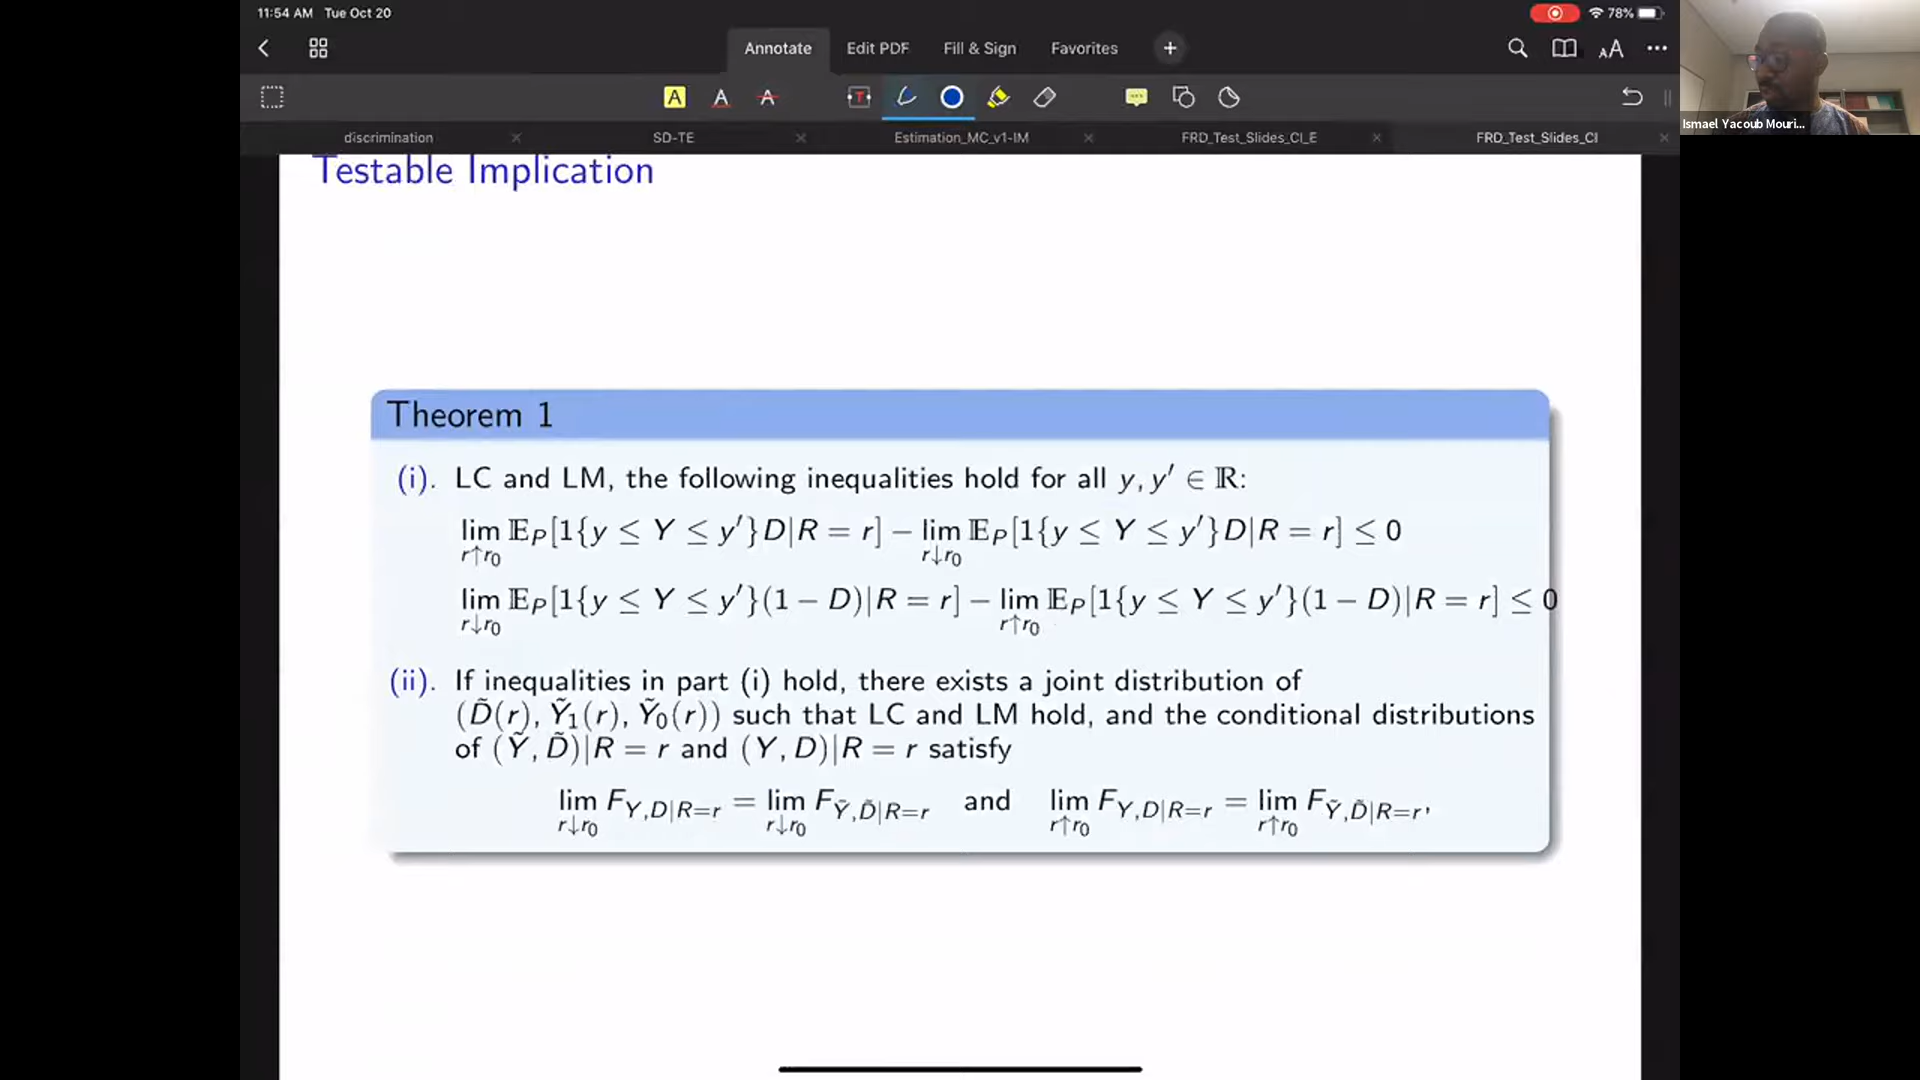 11:54 AM Tue Oct 20
78%
Annotate Edit PDF Fill & Sign Favorites
discrimination SD-TE Estimation_MC_v1-IM FRD_Test_Slides_CI_E FRD_Test_Slides_CI
Ismael Yacoub Mouri...
Testable Implication
Theorem 1
(i). LC and LM, the following inequalities hold for all y, y′ ∈ ℝ:
lim_{r↑r₀} 𝔼_P[1{y ≤ Y ≤ y′}D|R = r] − lim_{r↓r₀} 𝔼_P[1{y ≤ Y ≤ y′}D|R = r] ≤ 0
lim_{r↓r₀} 𝔼_P[1{y ≤ Y ≤ y′}(1 − D)|R = r] − lim_{r↑r₀} 𝔼_P[1{y ≤ Y ≤ y′}(1 − D)|R = r] ≤ 0
(ii). If inequalities in part (i) hold, there exists a joint distribution of
(D̃(r), Ỹ₁(r), Ỹ₀(r)) such that LC and LM hold, and the conditional distributions
of (Ỹ, D̃)|R = r and (Y, D)|R = r satisfy
lim_{r↓r₀} F_{Y,D|R=r} = lim_{r↓r₀} F_{Ỹ,D̃|R=r} and lim_{r↑r₀} F_{Y,D|R=r} = lim_{r↑r₀} F_{Ỹ,D̃|R=r},